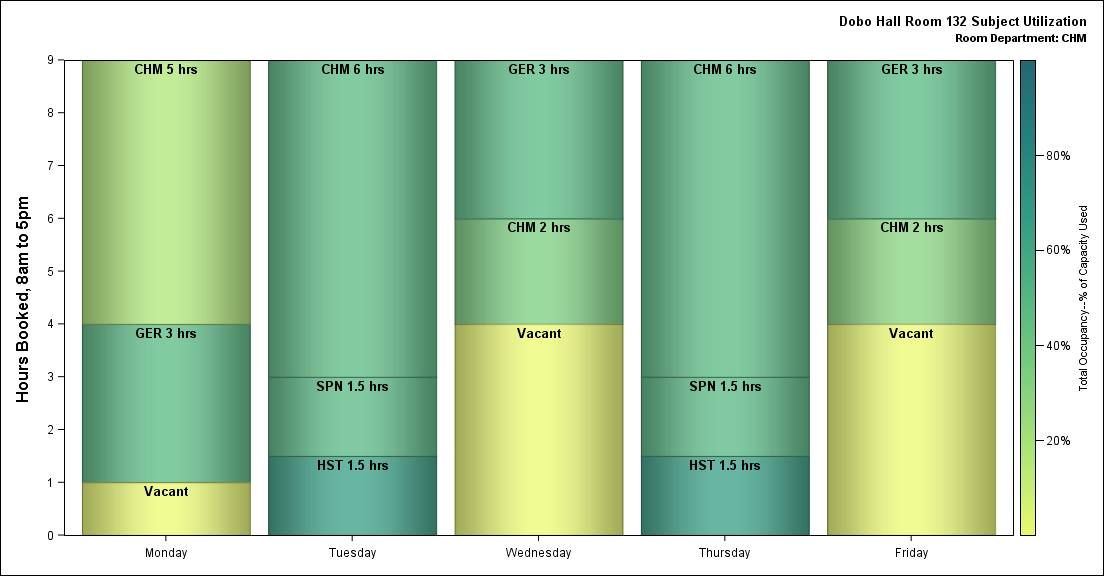 Dobo Hall Room 132 Subject Utilization
Room Department: CHM
Hours Booked, 8am to 5pm
9
8
7
6
5
4
3
2
1
0
CHM 5 hrs
GER 3 hrs
Vacant
CHM 6 hrs
SPN 1.5 hrs
HST 1.5 hrs
GER 3 hrs
CHM 2 hrs
Vacant
CHM 6 hrs
SPN 1.5 hrs
HST 1.5 hrs
GER 3 hrs
CHM 2 hrs
Vacant
Monday
Tuesday
Wednesday
Thursday
Friday
80%
60%
40%
20%
Total Occupancy--% of Capacity Used